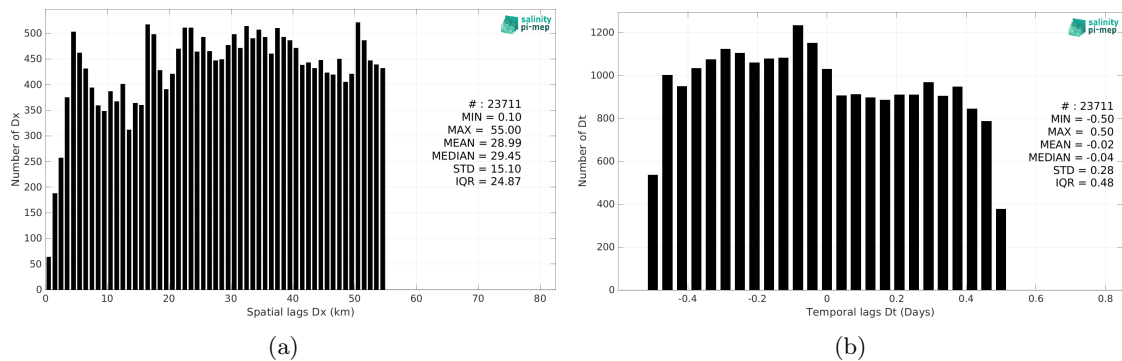 Number of Dx
500
450
400
350
300
250
200
150
100
50
0
0 10 20 30 40 50 60 70 80
Spatial lags Dx (km)
salinity
pi-mep
# : 23711
MIN = 0.10
MAX = 55.00
MEAN = 28.99
MEDIAN = 29.45
STD = 15.10
IQR = 24.87
(a)
Number of Dt
1200
1000
800
600
400
200
0
-0.4 -0.2 0 0.2 0.4 0.6 0.8
Temporal lags Dt (Days)
salinity
pi-mep
# : 23711
MIN = -0.50
MAX = 0.50
MEAN = -0.02
MEDIAN = -0.04
STD = 0.28
IQR = 0.48
(b)